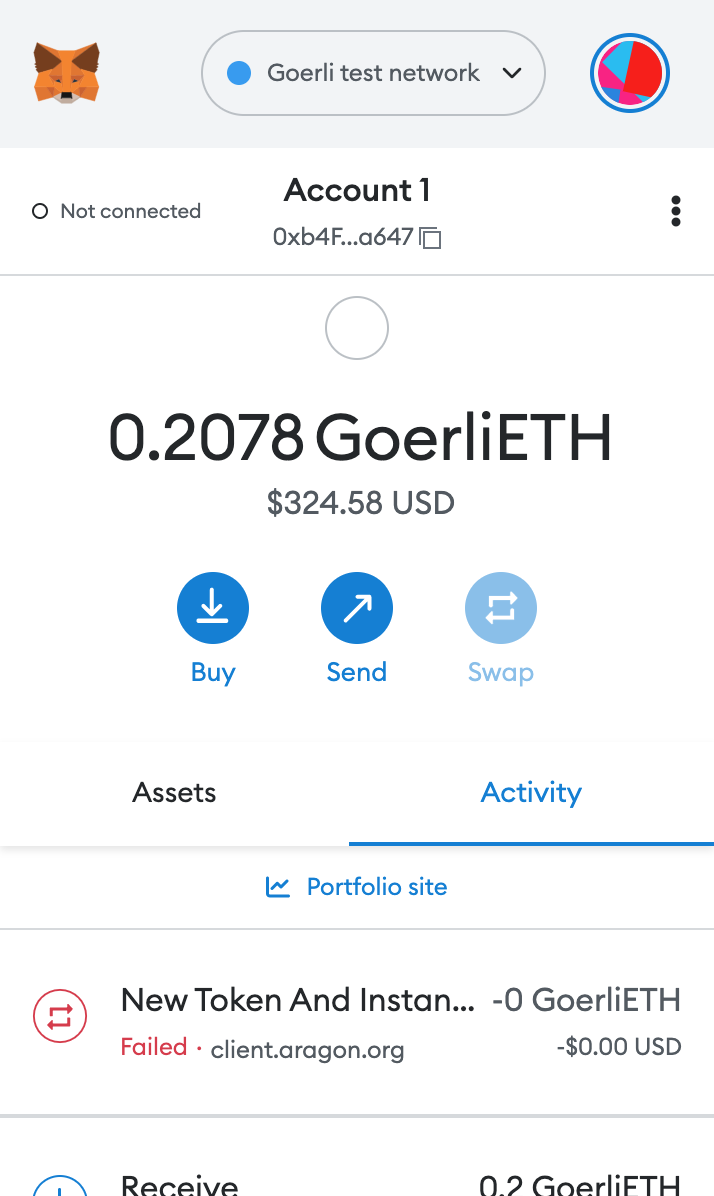 Goerli test network
Not connected
Account 1
0xb4F...a647
0.2078 GoerliETH
$324.58 USD
Buy
Send
Swap
Assets
Activity
Portfolio site
New Token And Instan... -0 GoerliETH
Failed · client.aragon.org -$0.00 USD
Receive 0.2 GoerliETH